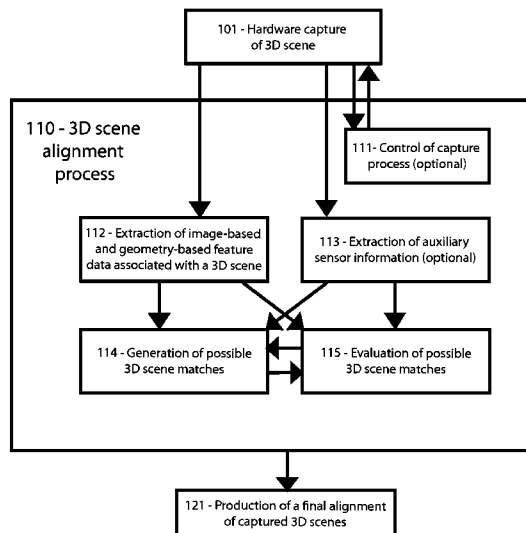 101 - Hardware capture
of 3D scene
110 - 3D scene
alignment
process
111- Control of capture
process (optional)
112 - Extraction of image-based
and geometry-based feature
data associated with a 3D scene
113 - Extraction of auxiliary
sensor information (optional)
114 - Generation of possible
3D scene matches
115 - Evaluation of possible
3D scene matches
121 - Production of a final alignment
of captured 3D scenes